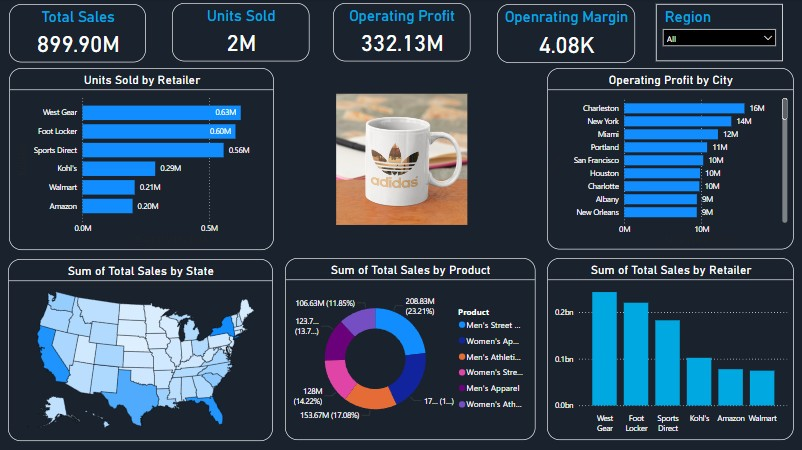 Total Sales
899.90M
Units Sold
2M
Operating Profit
332.13M
Openrating Margin
4.08K
Region
All
Units Sold by Retailer
West Gear
0.63M
Foot Locker
0.60M
Sports Direct
0.56M
Kohl's
0.29M
Walmart
0.21M
Amazon
0.20M
0.0M
0.5M
adidas
Operating Profit by City
Charleston
16M
New York
14M
Miami
12M
Portland
11M
San Francisco
10M
Houston
10M
Charlotte
10M
Albany
9M
New Orleans
9M
0M
10M
Sum of Total Sales by State
Sum of Total Sales by Product
106.63M (11.85%)
208.83M
(23.21%)
123.7...
(13.7...)
128M
(14.22%)
153.67M (17.08%)
17... (1...)
Product
Men's Street ...
Women's Ap...
Men's Athleti...
Women's Stre...
Men's Apparel
Women's Ath...
Sum of Total Sales by Retailer
0.2bn
0.1bn
0.0bn
West
Gear
Foot
Locker
Sports
Direct
Kohl's
Amazon
Walmart